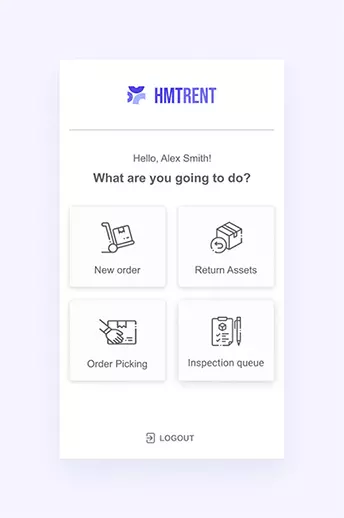 HMTRENT
Hello, Alex Smith!
What are you going to do?
New order
Return Assets
Order Picking
Inspection queue
LOGOUT